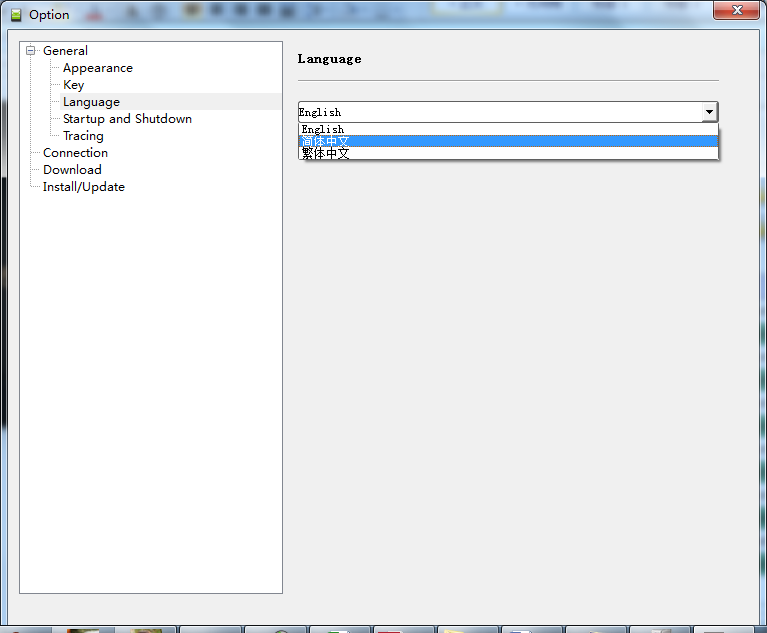 Option
General
Appearance
Key
Language
Startup and Shutdown
Tracing
Connection
Download
Install/Update
Language
English
English
简体中文
繁体中文